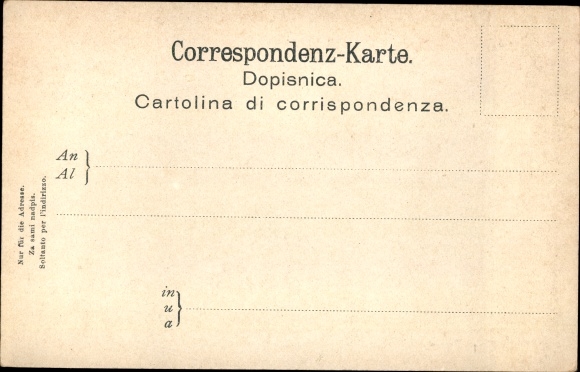 Correspondenz-Karte.
Dopisnica.
Cartolina di corrispondenza.
An
Al
in
u
a
Nur für die Adresse.
Za sami nadpis.
Soltanto per l'indirizzo.